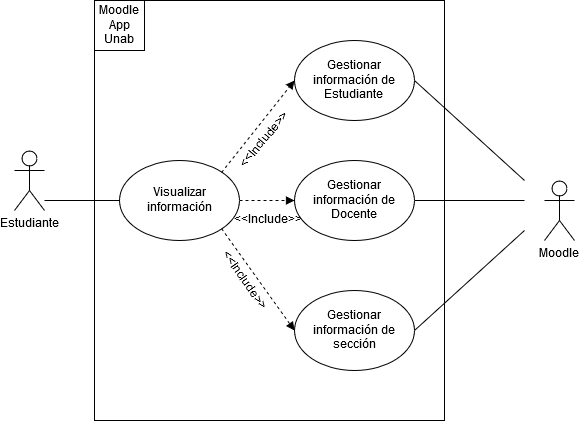 Moodle
App
Unab
Gestionar
información de
Estudiante
<<Include>>
Estudiante
Visualizar
información
<<Include>>
Gestionar
información de
Docente
Moodle
<<Include>>
Gestionar
información de
sección